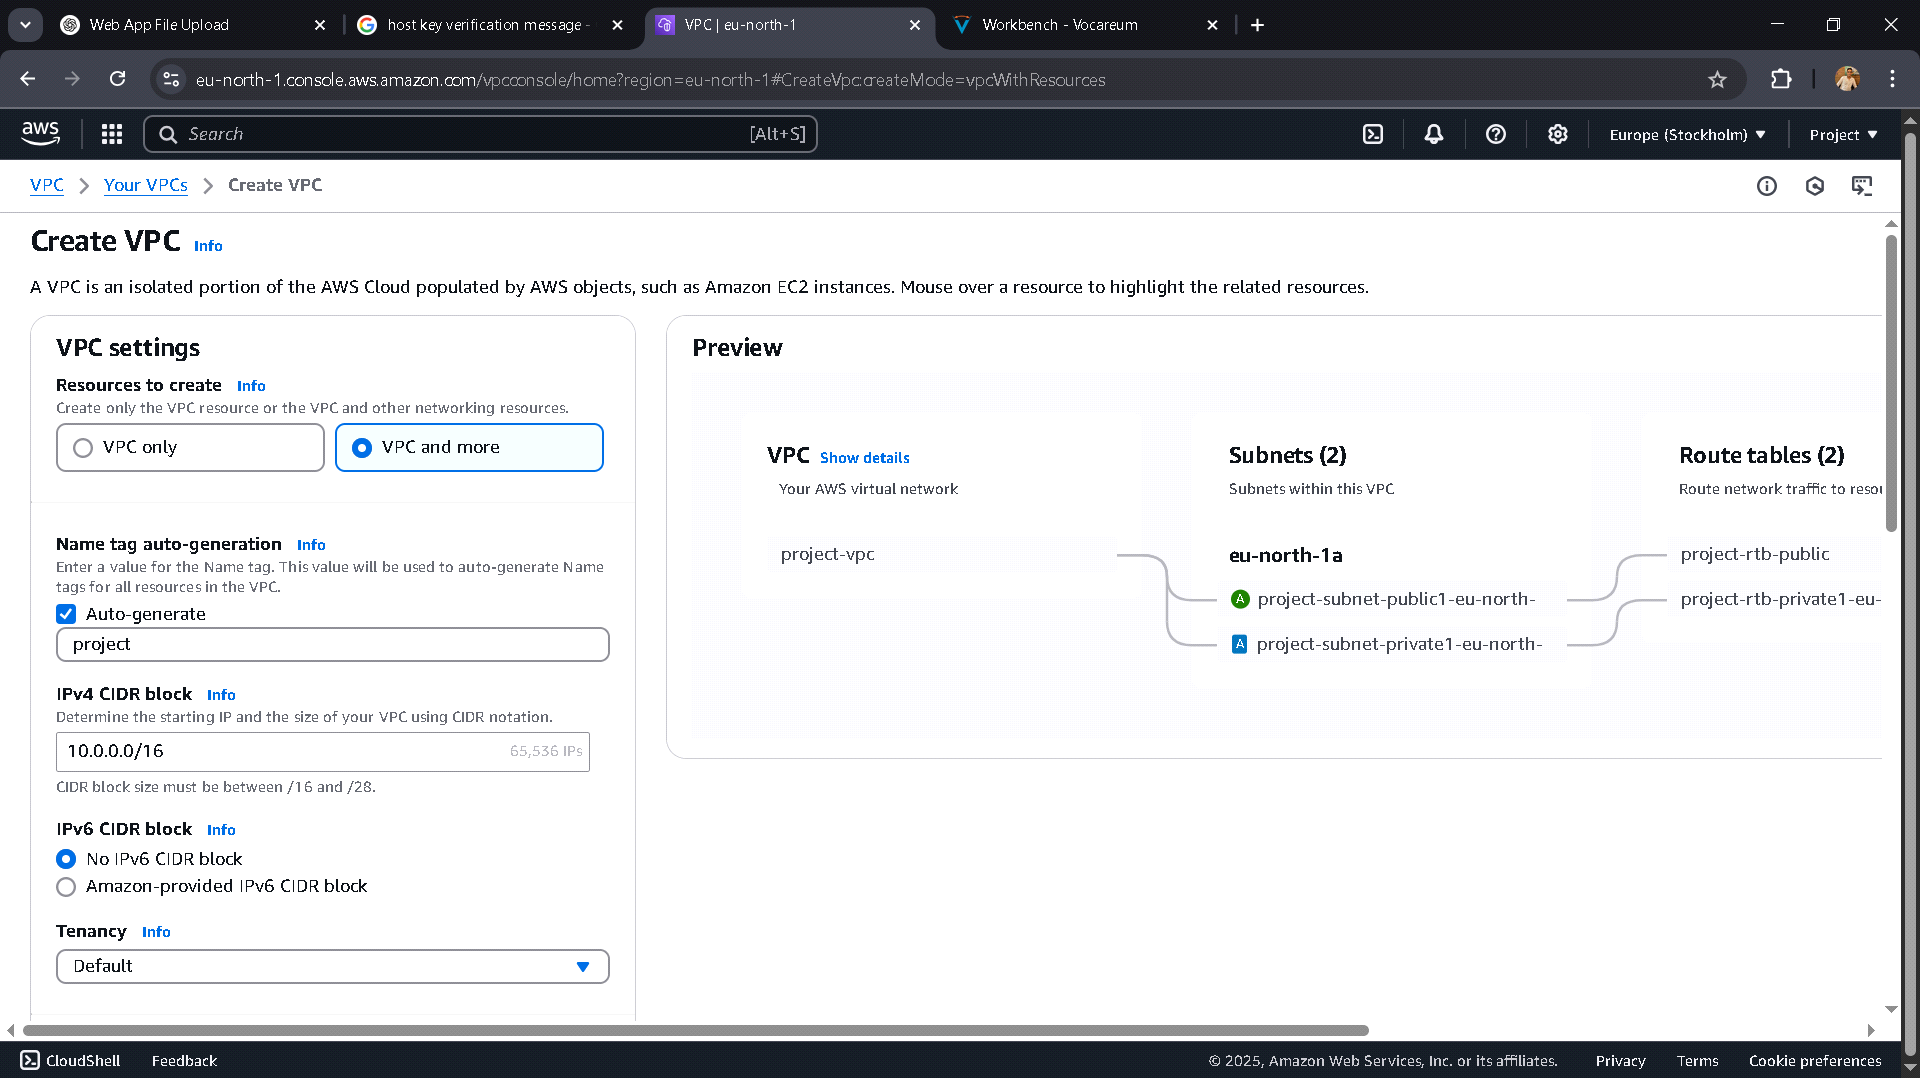 Web App File Upload
host key verification message -
VPC | eu-north-1
Workbench - Vocareum
eu-north-1.console.aws.amazon.com/vpcconsole/home?region=eu-north-1#CreateVpc:createMode=vpcWithResources
aws
Search
[Alt+S]
Europe (Stockholm)
Project
VPC
Your VPCs
Create VPC
Create VPC Info
A VPC is an isolated portion of the AWS Cloud populated by AWS objects, such as Amazon EC2 instances. Mouse over a resource to highlight the related resources.
VPC settings
Resources to create Info
Create only the VPC resource or the VPC and other networking resources.
VPC only
VPC and more
Name tag auto-generation Info
Enter a value for the Name tag. This value will be used to auto-generate Name
tags for all resources in the VPC.
Auto-generate
project
IPv4 CIDR block Info
Determine the starting IP and the size of your VPC using CIDR notation.
10.0.0.0/16
65,536 IPs
CIDR block size must be between /16 and /28.
IPv6 CIDR block Info
No IPv6 CIDR block
Amazon-provided IPv6 CIDR block
Tenancy Info
Default
Preview
VPC Show details
Your AWS virtual network
project-vpc
Subnets (2)
Subnets within this VPC
eu-north-1a
A project-subnet-public1-eu-north-
A project-subnet-private1-eu-north-
Route tables (2)
Route network traffic to resou
project-rtb-public
project-rtb-private1-eu-
CloudShell
Feedback
© 2025, Amazon Web Services, Inc. or its affiliates.
Privacy
Terms
Cookie preferences